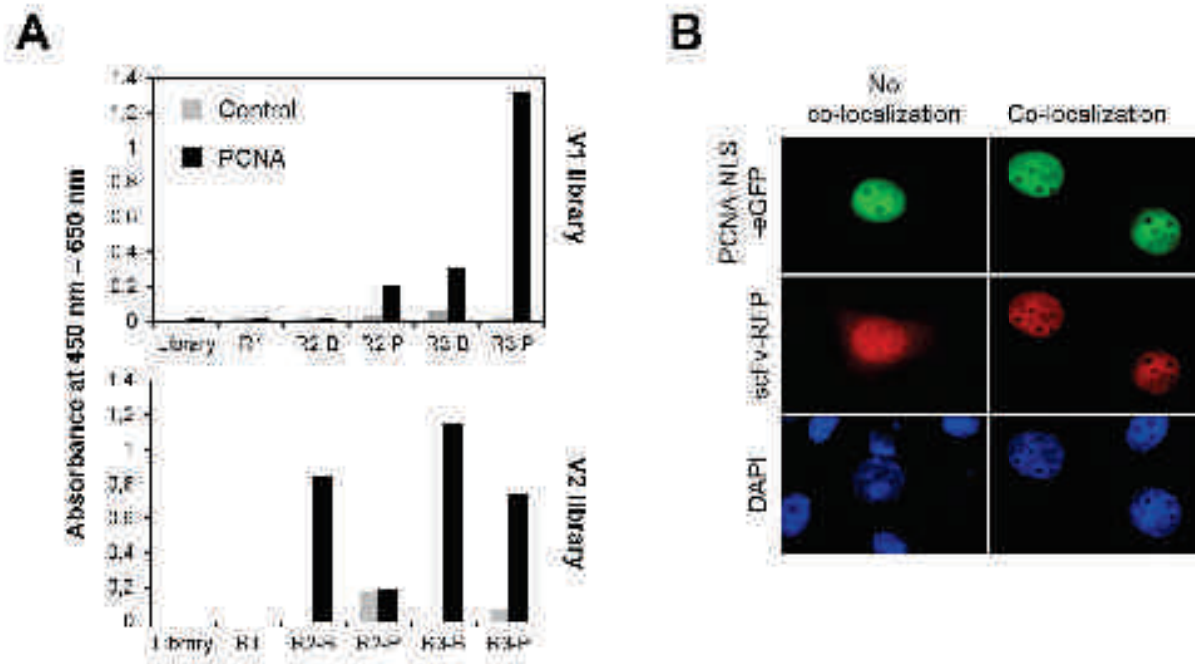 A
1.4
1.2
1
0.8
0.6
0.4
0.2
0
Control
PCNA
Library R1 R2-B R2-P R3-B R3-P
V1 library
Absorbance at 450 nm – 650 nm
1.4
1.2
1
0.8
0.6
0.4
0.2
0
Library R1 R2-B R2-P R3-B R3-P
V2 library
B
No
co-localization
Co-localization
PCNA-NLS
-eGFP
scFv-RFP
DAPI